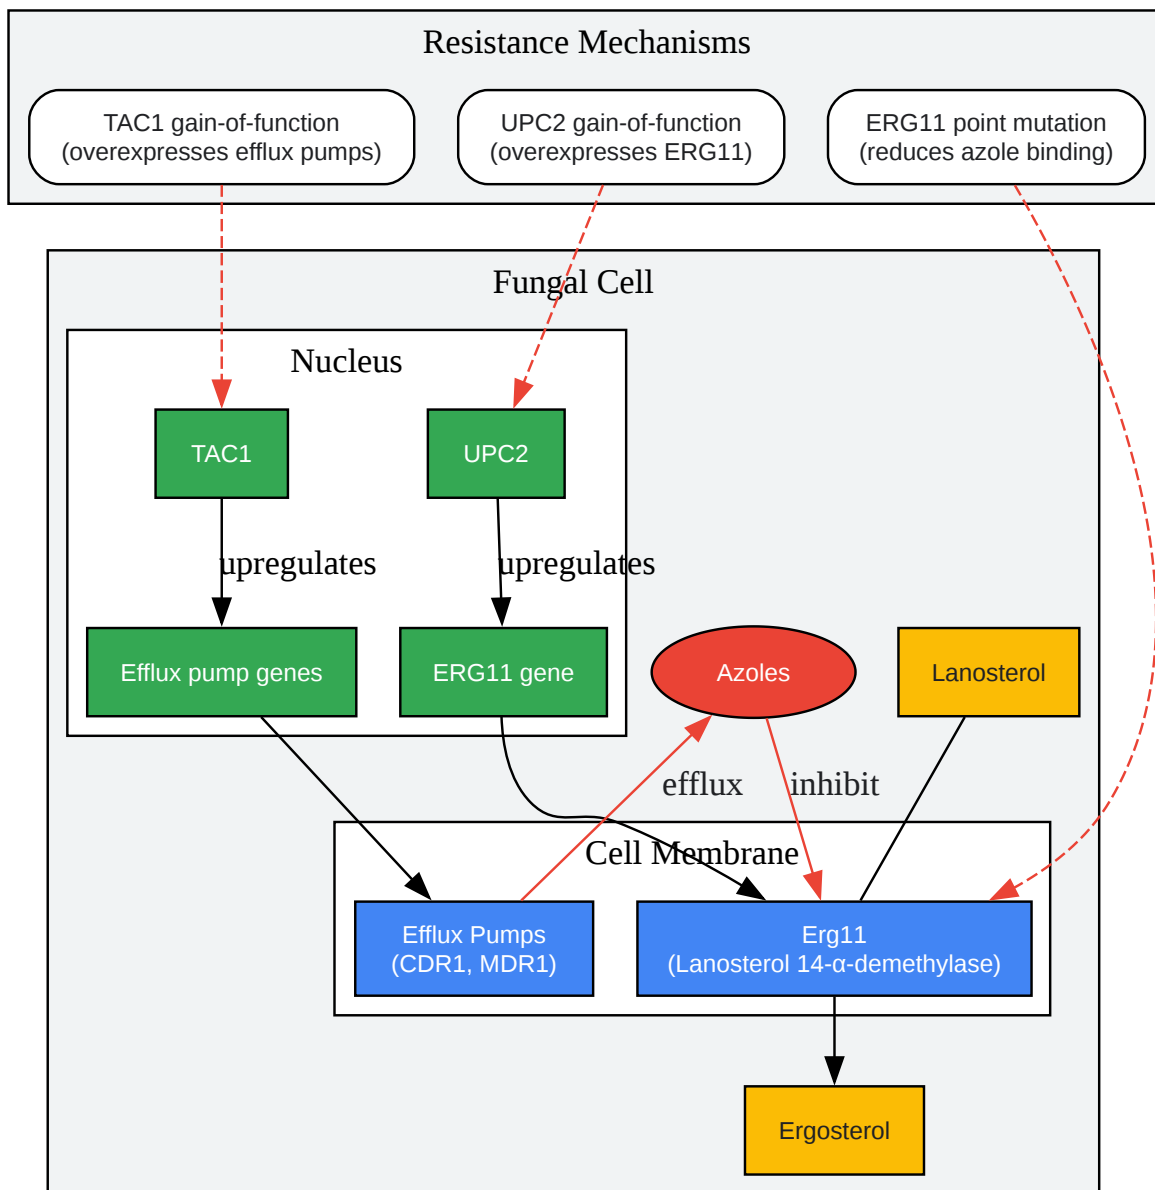 Resistance Mechanisms
TAC1 gain-of-function
(overexpresses efflux pumps)
UPC2 gain-of-function
(overexpresses ERG11)
ERG11 point mutation
(reduces azole binding)
Fungal Cell
Nucleus
TAC1
UPC2
upregulates
upregulates
Efflux pump genes
ERG11 gene
Azoles
Lanosterol
efflux
inhibit
Cell Membrane
Efflux Pumps
(CDR1, MDR1)
Erg11
(Lanosterol 14-α-demethylase)
Ergosterol